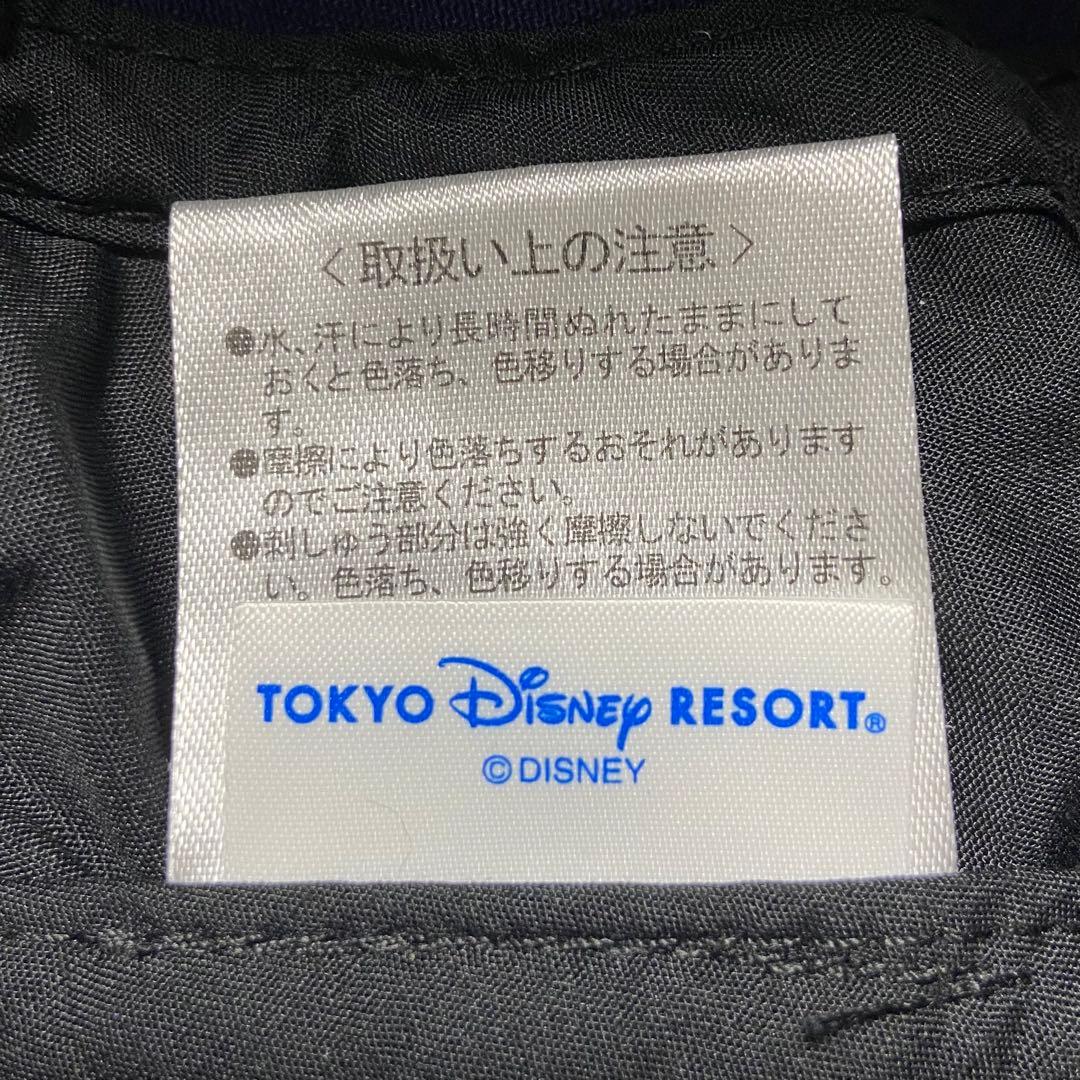 〈取扱い上の注意〉
●水、汗により長時間ぬれたままにして
おくと色落ち、色移りする場合がありま
す。
●摩擦により色落ちするおそれがあります
のでご注意ください。
●刺しゅう部分は強く摩擦しないでくださ
い。色落ち、色移りする場合があります。
TOKYO Disney RESORT®
©DISNEY